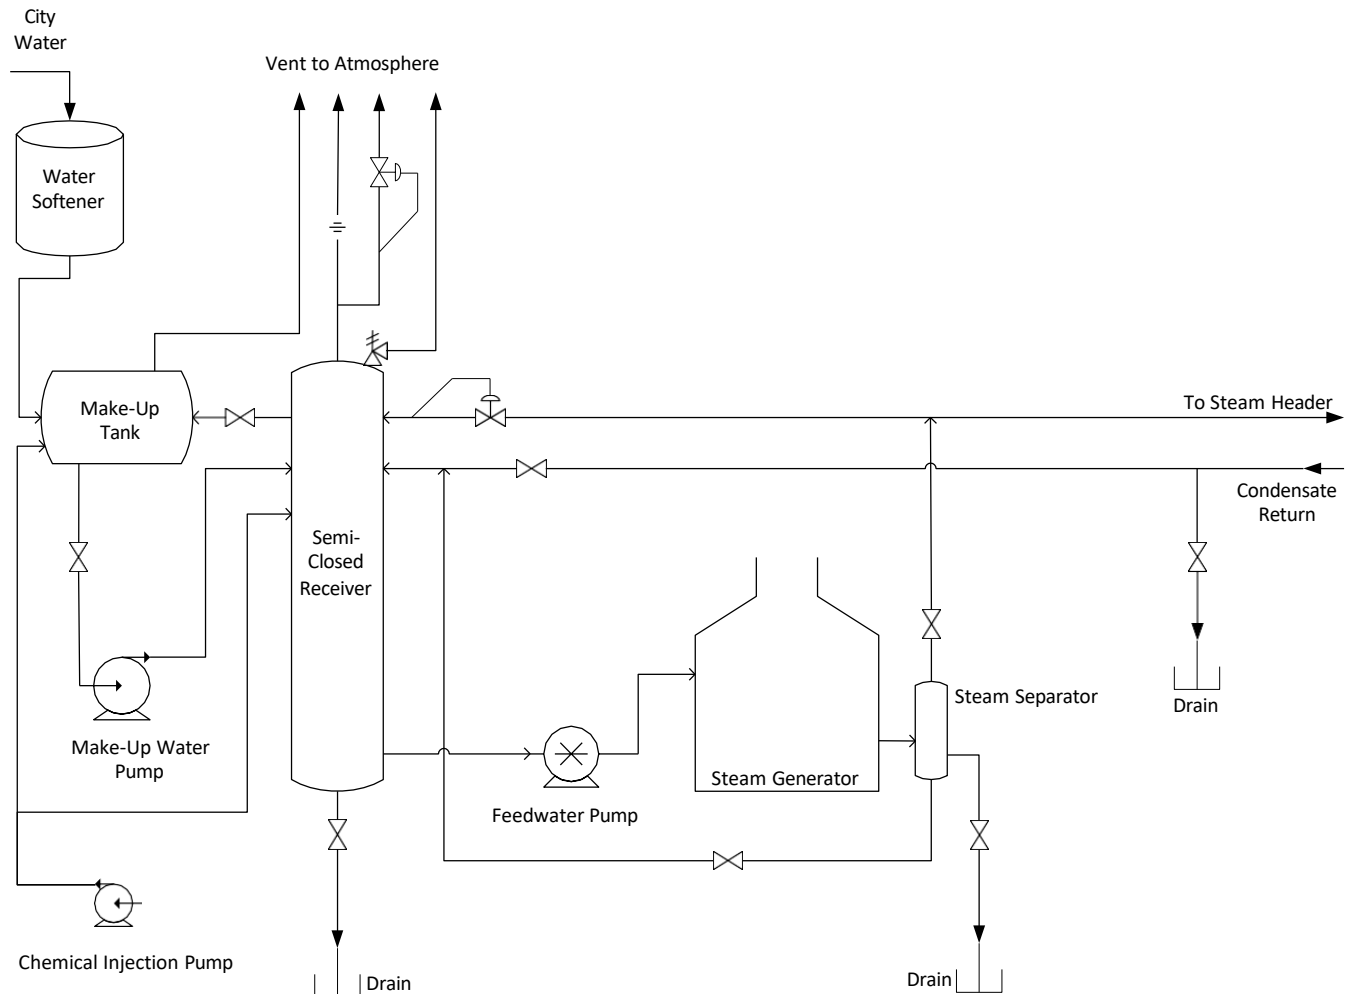 City
Water
Vent to Atmosphere
Water
Softener
Make-Up
Tank
To Steam Header
Condensate
Return
Semi-
Closed
Receiver
Steam Separator
Drain
Make-Up Water
Pump
Steam Generator
Feedwater Pump
Chemical Injection Pump
Drain
Drain